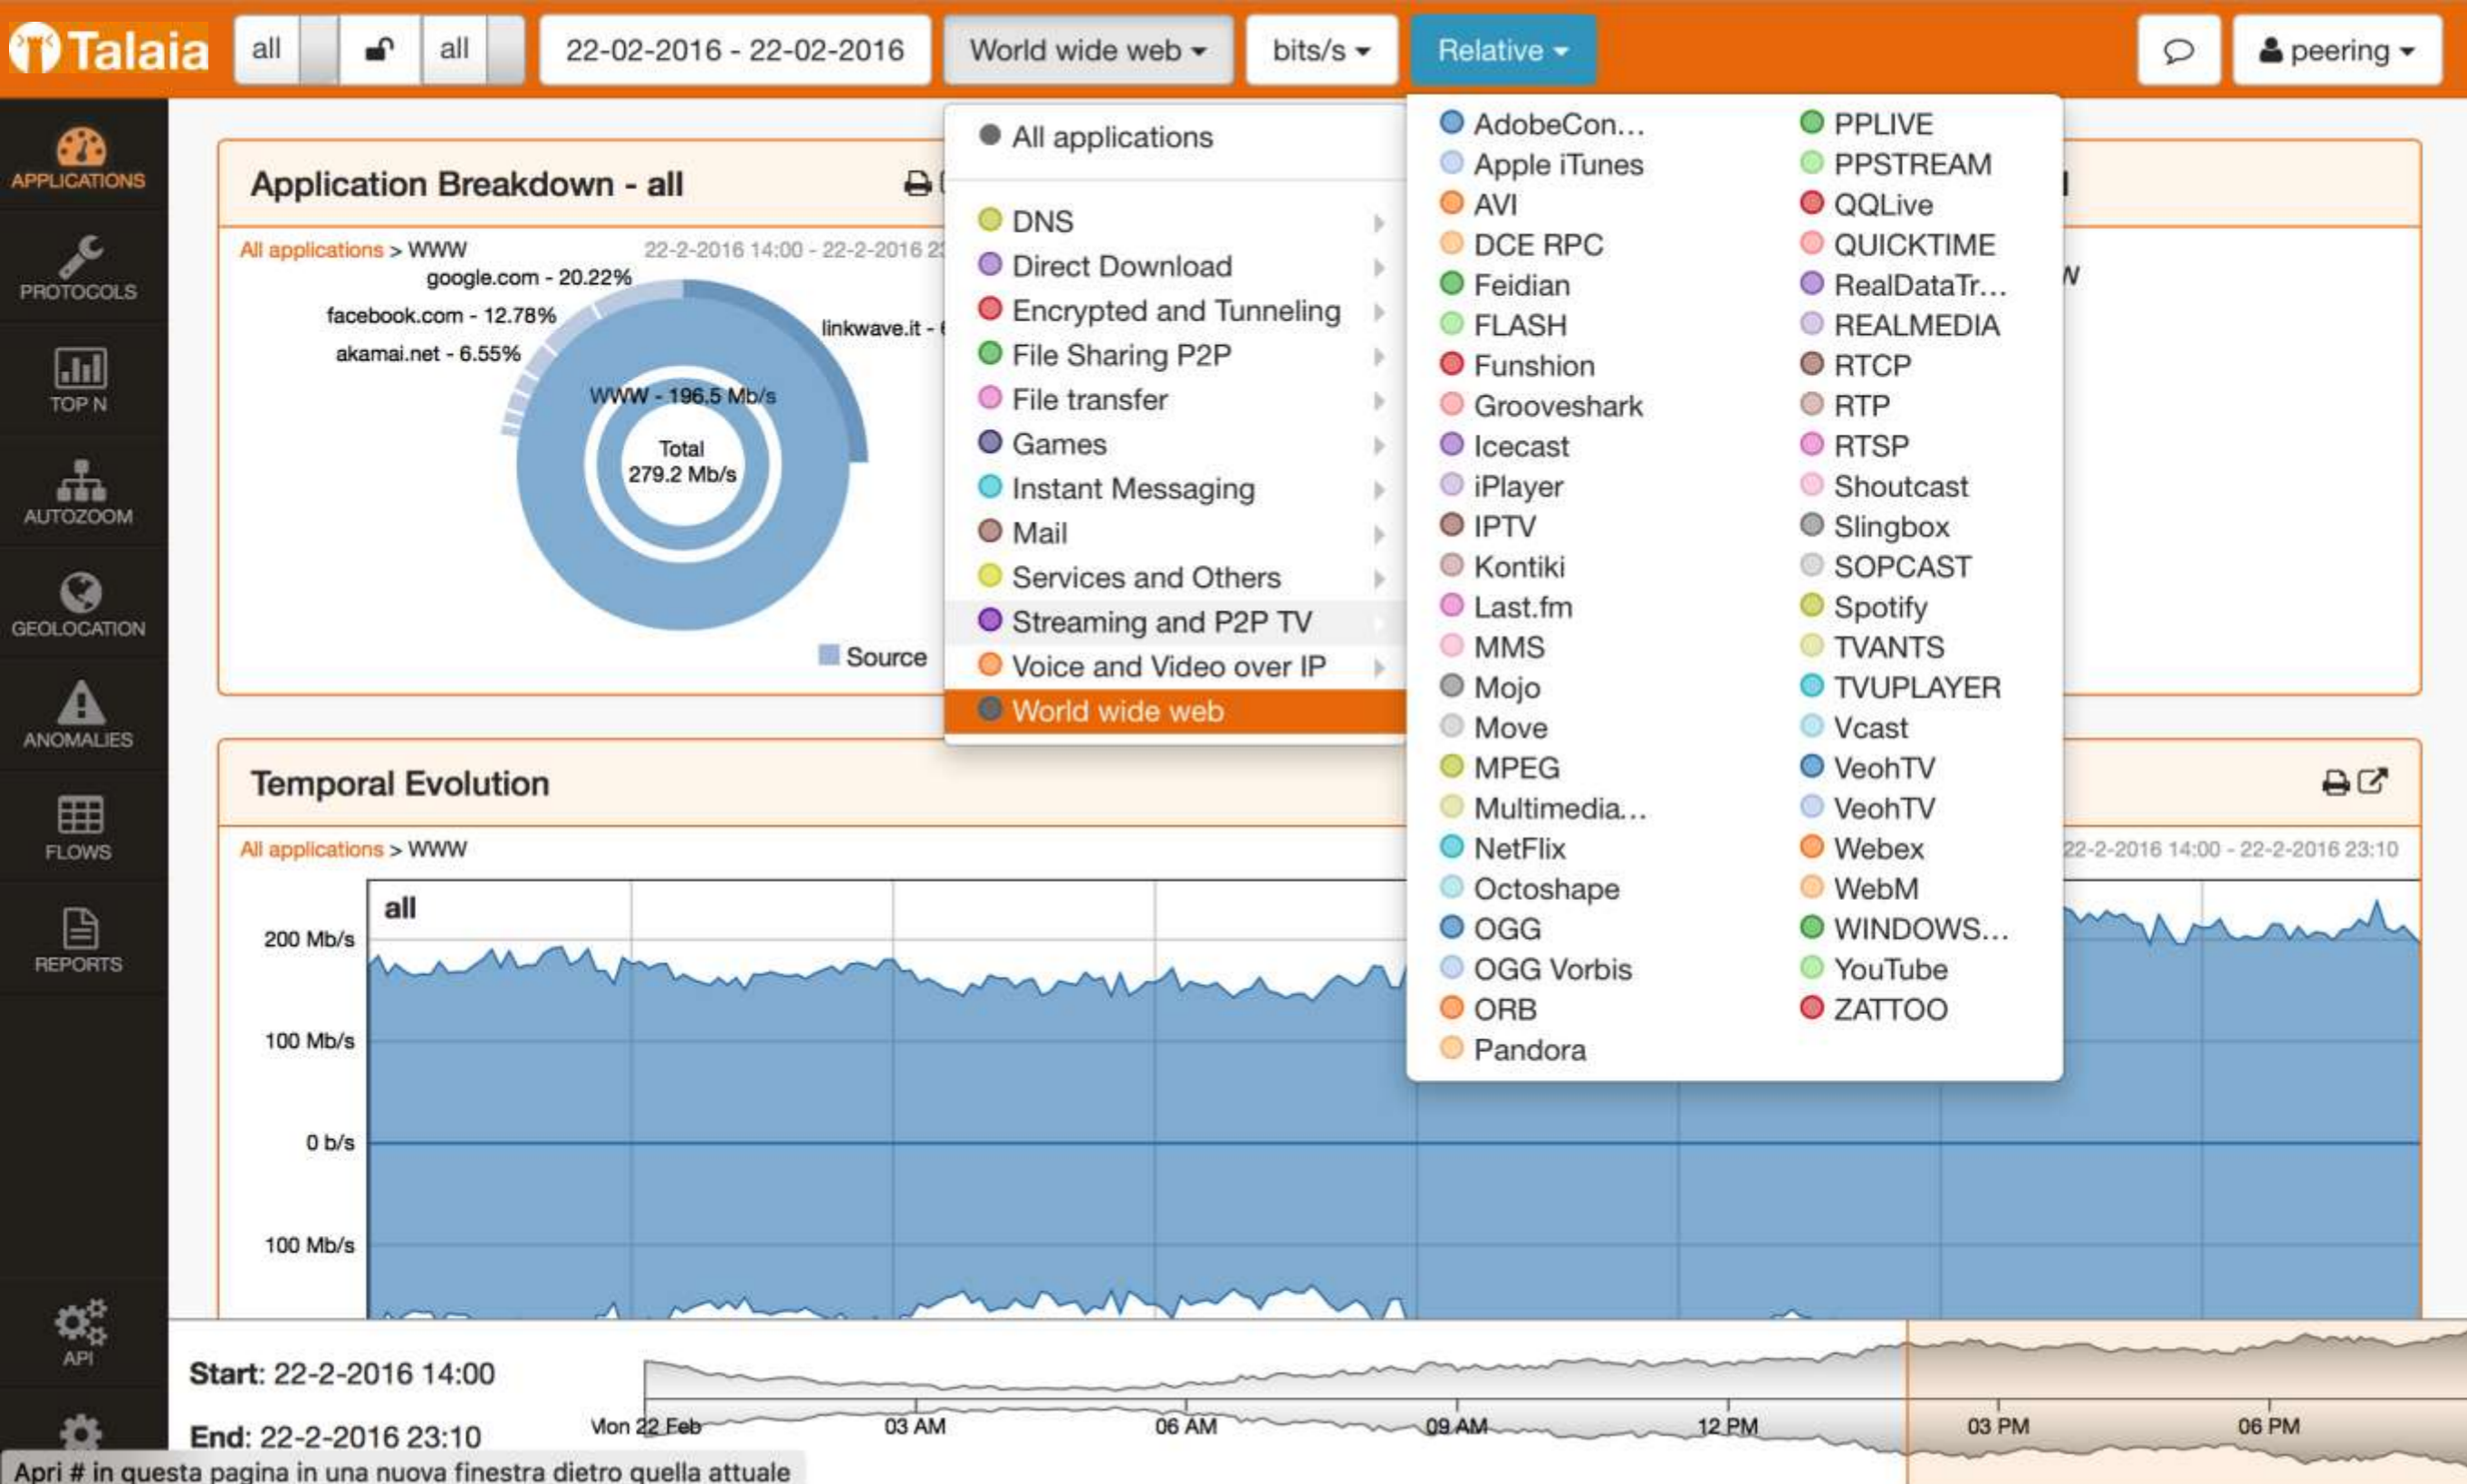 Talaia
all
all
22-02-2016 - 22-02-2016
World wide web
bits/s
Relative
peering
APPLICATIONS
PROTOCOLS
TOP N
AUTOZOOM
GEOLOCATION
ANOMALIES
FLOWS
REPORTS
API
Application Breakdown - all
All applications > WWW
22-2-2016 14:00 - 22-2-2016
google.com - 20.22%
facebook.com - 12.78%
akamai.net - 6.55%
linkwave.it -
WWW - 196.5 Mb/s
Total
279.2 Mb/s
Source
All applications
DNS
Direct Download
Encrypted and Tunneling
File Sharing P2P
File transfer
Games
Instant Messaging
Mail
Services and Others
Streaming and P2P TV
Voice and Video over IP
World wide web
AdobeCon...
Apple iTunes
AVI
DCE RPC
Feidian
FLASH
Funshion
Grooveshark
Icecast
iPlayer
IPTV
Kontiki
Last.fm
MMS
Mojo
Move
MPEG
Multimedia...
NetFlix
Octoshape
OGG
OGG Vorbis
ORB
Pandora
PPLIVE
PPSTREAM
QQLive
QUICKTIME
RealDataTr...
REALMEDIA
RTCP
RTP
RTSP
Shoutcast
Slingbox
SOPCAST
Spotify
TVANTS
TVUPLAYER
Vcast
VeohTV
VeohTV
Webex
WebM
WINDOWS...
YouTube
ZATTOO
Temporal Evolution
All applications > WWW
22-2-2016 14:00 - 22-2-2016 23:10
all
200 Mb/s
100 Mb/s
0 b/s
100 Mb/s
Start: 22-2-2016 14:00
End: 22-2-2016 23:10
Mon 22 Feb
03 AM
06 AM
09 AM
12 PM
03 PM
06 PM
Apri # in questa pagina in una nuova finestra dietro quella attuale